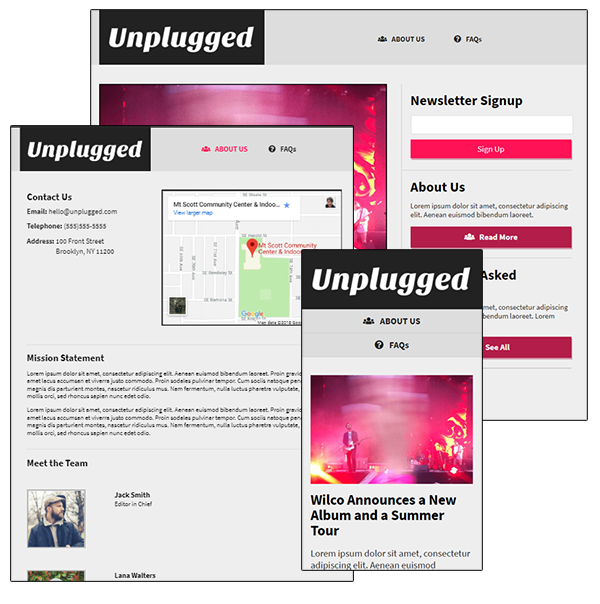 Unplugged
ABOUT US
FAQs
Newsletter Signup
Sign Up
About Us
Lorem ipsum dolor sit amet, consectetur adipiscing
elit. Aenean euismod bibendum laoreet.
Read More
Asked
consectetur adipiscing
laoreet. Lorem
See All
Unplugged
ABOUT US
FAQs
Contact Us
Email: hello@unplugged.com
Telephone: (555)555-5555
Address: 100 Front Street
Brooklyn, NY 11200
Mt Scott Community Center & Indoo...
View larger map
Mt Scott Community
Center & Indoor
SE Harold St
SE Ramona St
Google
Mission Statement
Lorem ipsum dolor sit amet, consectetur adipiscing elit. Aenean euismod bibendum laoreet. Proin gravida
amet lacus accumsan et viverra justo commodo. Proin sodales pulvinar tempor. Cum sociis natoque
magnis dis parturient montes, nascetur ridiculus mus. Nam fermentum, nulla luctus pharetra vulputate,
mollis orci, sed rhoncus sapien nunc eget odio.
Lorem ipsum dolor sit amet, consectetur adipiscing elit. Aenean euismod bibendum laoreet. Proin gravida
amet lacus accumsan et viverra justo commodo. Proin sodales pulvinar tempor. Cum sociis natoque
magnis dis parturient montes, nascetur ridiculus mus. Nam fermentum, nulla luctus pharetra vulputate,
mollis orci, sed rhoncus sapien nunc eget odio.
Meet the Team
Jack Smith
Editor in Chief
Lana Walters
Unplugged
ABOUT US
FAQs
Wilco Announces a New
Album and a Summer
Tour
Lorem ipsum dolor sit amet, consectetur
adipiscing elit. Aenean euismod